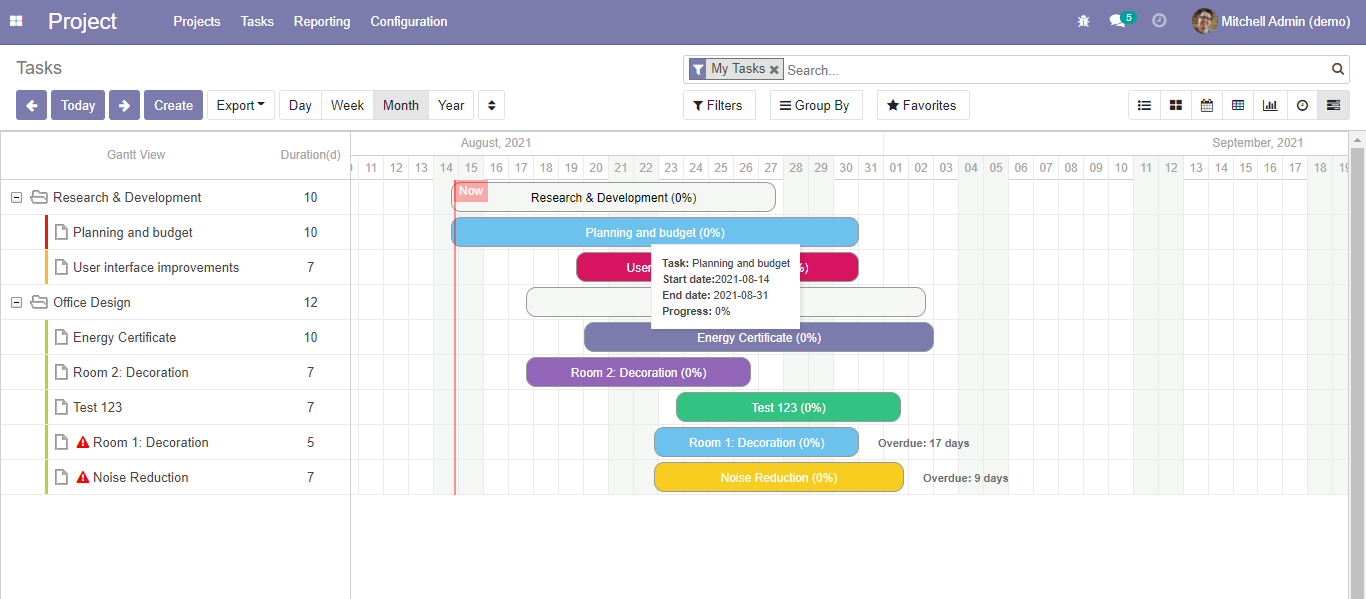 Project Projects Tasks Reporting Configuration 5 Mitchell Admin (demo)
Tasks My Tasks Search...
Today Create Export Day Week Month Year Filters Group By Favorites
August, 2021 September, 2021
Gantt View Duration(d)
11 12 13 14 15 16 17 18 19 20 21 22 23 24 25 26 27 28 29 30 31 01 02 03 04 05 06 07 08 09 10 11 12 13 14 15 16 17 18
Now
Research & Development 10 Research & Development (0%)
Planning and budget 10 Planning and budget (0%)
User interface improvements 7 User
Task: Planning and budget
Start date:2021-08-14
End date: 2021-08-31
Progress: 0%
Office Design 12
Energy Certificate 10 Energy Certificate (0%)
Room 2: Decoration 7 Room 2: Decoration (0%)
Test 123 7 Test 123 (0%)
Room 1: Decoration 5 Room 1: Decoration (0%) Overdue: 17 days
Noise Reduction 7 Noise Reduction (0%) Overdue: 9 days